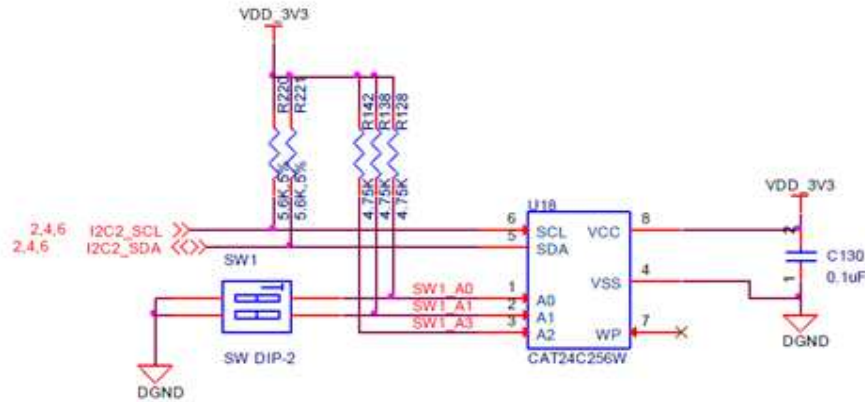 VDD_3V3
R220
R221
R142
R138
R128
5.6K,5%
5.6K,5%
4.75K
4.75K
4.75K
U18
VDD_3V3
2,4,6 I2C2_SCL
6 SCL VCC 8
2,4,6 I2C2_SDA
5 SDA
2
C130
0.1uF
1
SW1
VSS 4
SW1_A0 1 A0
SW1_A1 2 A1
SW1_A3 3 A2
WP 7
SW DIP-2
CAT24C256W
DGND
DGND